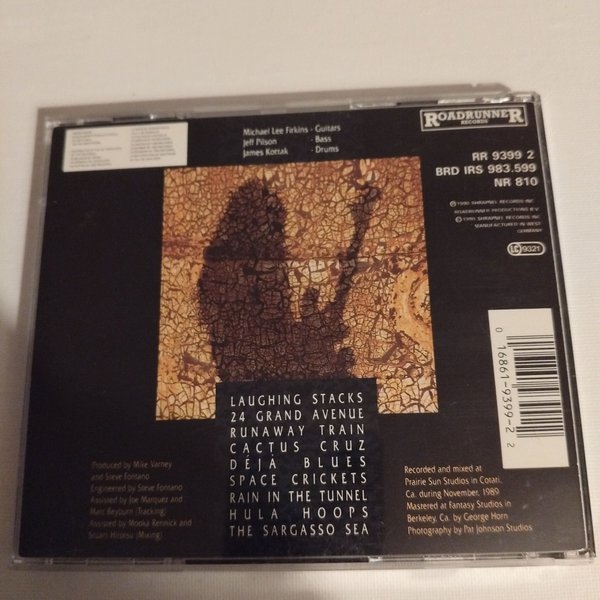 Michael Lee Firkins - Guitars
Jeff Pilson - Bass
James Kottak - Drums
ROADRUNNER
RECORDS
RR 9399 2
BRD IRS 983.599
NR 810
℗ 1990 SHRAPNEL RECORDS INC
ROADRUNNER PRODUCTIONS B.V.
© 1990 SHRAPNEL RECORDS INC
MANUFACTURED IN WEST
GERMANY
LC 9321
0 16861-9399-2 2
LAUGHING STACKS
24 GRAND AVENUE
RUNAWAY TRAIN
CACTUS CRUZ
DÉJÀ BLUES
SPACE CRICKETS
RAIN IN THE TUNNEL
HULA HOOPS
THE SARGASSO SEA
Produced by Mike Varney
and Steve Fontano
Engineered by Steve Fontano
Assisted by Joe Marquez and
Matt Reyburn (Tracking)
Assisted by Mooka Rennick and
Stuart Hirotsu (Mixing)
Recorded and mixed at
Prairie Sun Studios in Cotati,
Ca. during November, 1989
Mastered at Fantasy Studios in
Berkeley, Ca. by George Horn
Photography by Pat Johnson Studios.